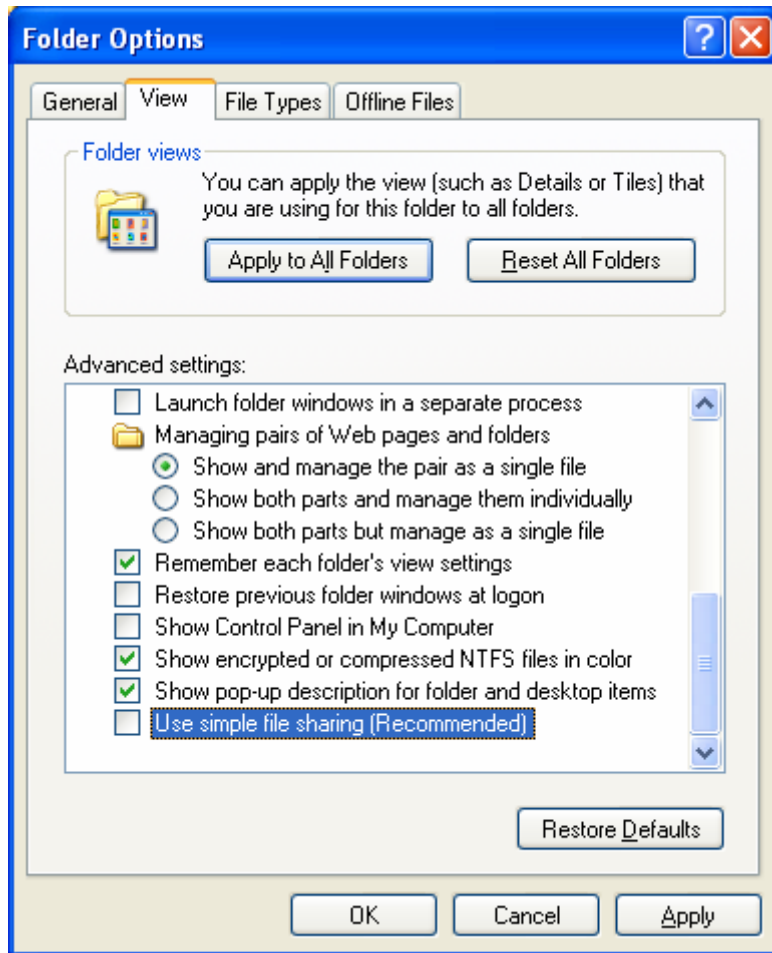 Folder Options
General View File Types Offline Files
Folder views
You can apply the view (such as Details or Tiles) that
you are using for this folder to all folders.
Apply to All Folders Reset All Folders
Advanced settings:
Launch folder windows in a separate process
Managing pairs of Web pages and folders
Show and manage the pair as a single file
Show both parts and manage them individually
Show both parts but manage as a single file
Remember each folder's view settings
Restore previous folder windows at logon
Show Control Panel in My Computer
Show encrypted or compressed NTFS files in color
Show pop-up description for folder and desktop items
Use simple file sharing (Recommended)
Restore Defaults
OK Cancel Apply